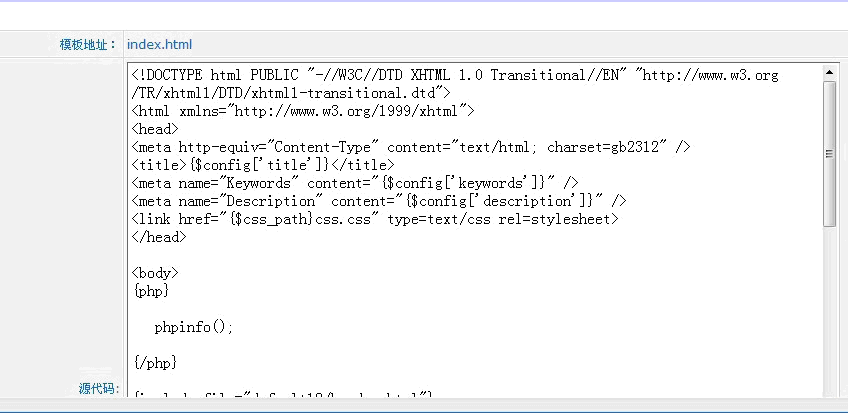 模板地址： index.html
<!DOCTYPE html PUBLIC "-//W3C//DTD XHTML 1.0 Transitional//EN" "http://www.w3.org
/TR/xhtml1/DTD/xhtml1-transitional.dtd">
<html xmlns="http://www.w3.org/1999/xhtml">
<head>
<meta http-equiv="Content-Type" content="text/html; charset=gb2312" />
<title>{$config['title']}</title>
<meta name="Keywords" content="{$config['keywords']}" />
<meta name="Description" content="{$config['description']}" />
<link href="{$css_path}css.css" type=text/css rel=stylesheet>
</head>
<body>
{php}
phpinfo();
{/php}
源代码: